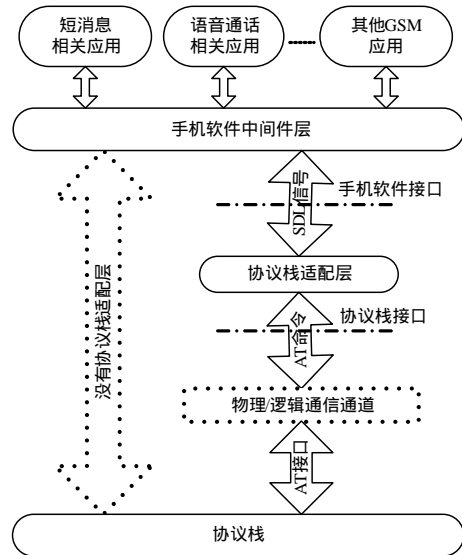 短消息
相关应用
语音通话
相关应用
其他GSM
应用
手机软件中间件层
SDL信号
手机软件接口
没有协议栈适配层
协议栈适配层
AT命令
协议栈接口
物理/逻辑通信通道
AT接口
协议栈